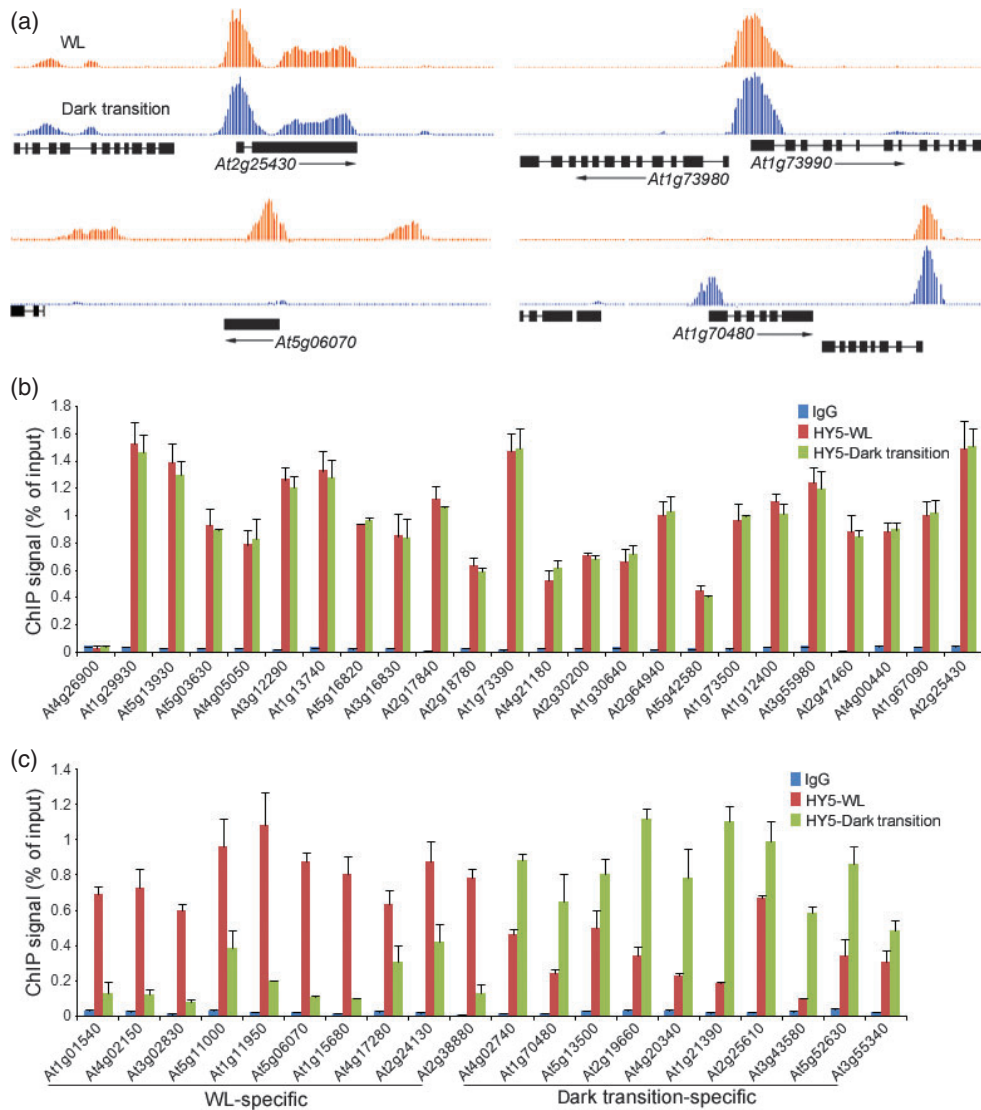 (a)
WL
Dark transition
At2g25430
At1g73980
At1g73990
At5g06070
At1g70480
(b)
ChIP signal (% of input)
1.8
1.6
1.4
1.2
1.0
0.8
0.6
0.4
0.2
0
IgG
HY5-WL
HY5-Dark transition
At4g26900
At1g29930
At5g13930
At5g03630
At4g05050
At3g12290
At1g13740
At5g16820
At3g16830
At2g17840
At2g18780
At1g73390
At4g21180
At2g30200
At1g30640
At2g64940
At5g42580
At1g73500
At1g12400
At3g55980
At2g47460
At4g00440
At1g67090
At2g25430
(c)
ChIP signal (% of input)
1.4
1.2
1
0.8
0.6
0.4
0.2
0
IgG
HY5-WL
HY5-Dark transition
At1g01540
At4g02150
At3g02830
At5g11000
At1g11950
At5g06070
At1g15680
At4g17280
At2g24130
At2g38880
At4g02740
At1g70480
At5g13500
At2g19660
At4g20340
At1g21390
At2g25610
At3g43580
At5g52630
At3g55340
WL-specific
Dark transition-specific